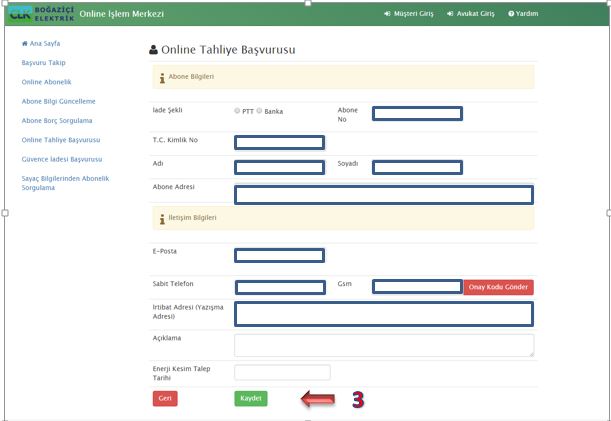 CLK BOĞAZİÇİ
ELEKTRİK
Online İşlem Merkezi
Müşteri Giriş
Avukat Giriş
Yardım
Ana Sayfa
Başvuru Takip
Online Abonelik
Abone Bilgi Güncelleme
Abone Borç Sorgulama
Online Tahliye Başvurusu
Güvence İadesi Başvurusu
Sayaç Bilgilerinden Abonelik
Sorgulama
Online Tahliye Başvurusu
Abone Bilgileri
İade Şekli
PTT
Banka
Abone
No
T.C. Kimlik No
Adı
Soyadı
Abone Adresi
İletişim Bilgileri
E-Posta
Sabit Telefon
Gsm
Onay Kodu Gönder
İrtibat Adresi (Yazışma
Adresi)
Açıklama
Enerji Kesim Talep
Tarihi
Geri
Kaydet
3